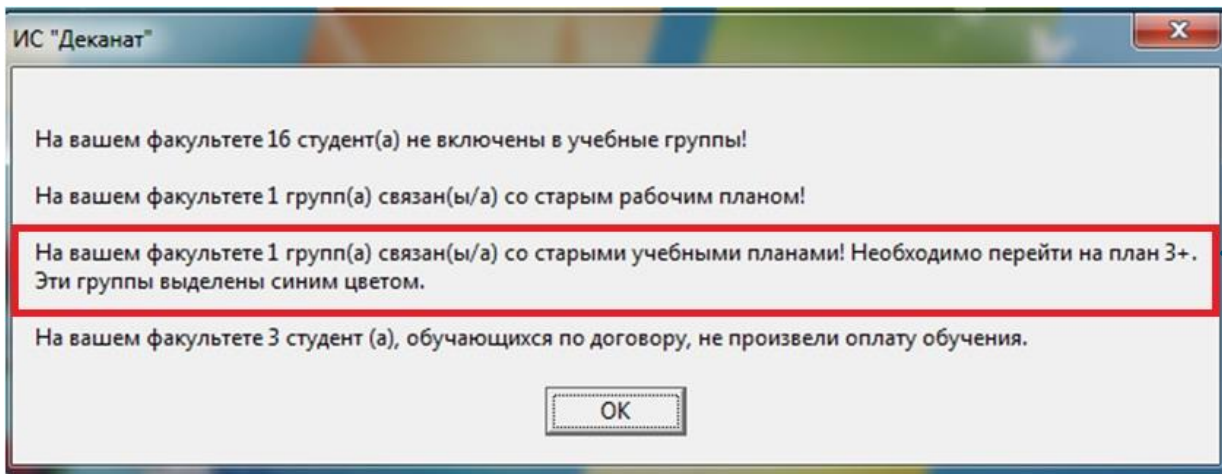 ИС "Деканат"
На вашем факультете 16 студент(а) не включены в учебные группы!
На вашем факультете 1 групп(а) связан(ы/а) со старым рабочим планом!
На вашем факультете 1 групп(а) связан(ы/а) со старыми учебными планами! Необходимо перейти на план 3+.
Эти группы выделены синим цветом.
На вашем факультете 3 студент (а), обучающихся по договору, не произвели оплату обучения.
ОК